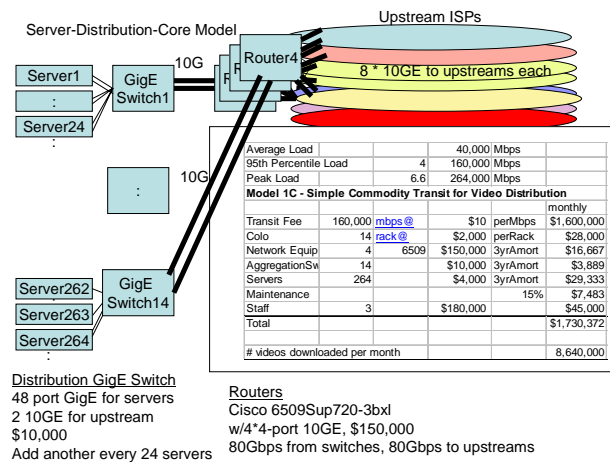 Server-Distribution-Core Model
Upstream ISPs
10G
Router4
R
R
8 * 10GE to upstreams each
Server1
:
Server24
:
GigE
Switch1
10G
:
Server262
Server263
Server264
:
GigE
Switch14
Average Load 40,000 Mbps
95th Percentile Load 4 160,000 Mbps
Peak Load 6.6 264,000 Mbps
Model 1C - Simple Commodity Transit for Video Distribution
monthly
Transit Fee 160,000 mbps@ $10 perMbps $1,600,000
Colo 14 rack@ $2,000 perRack $28,000
Network Equip 4 6509 $150,000 3yrAmort $16,667
AggregationSw 14 $10,000 3yrAmort $3,889
Servers 264 $4,000 3yrAmort $29,333
Maintenance 15% $7,483
Staff 3 $180,000 $45,000
Total $1,730,372
# videos downloaded per month 8,640,000
Distribution GigE Switch
48 port GigE for servers
2 10GE for upstream
$10,000
Add another every 24 servers
Routers
Cisco 6509Sup720-3bxl
w/4*4-port 10GE, $150,000
80Gbps from switches, 80Gbps to upstreams